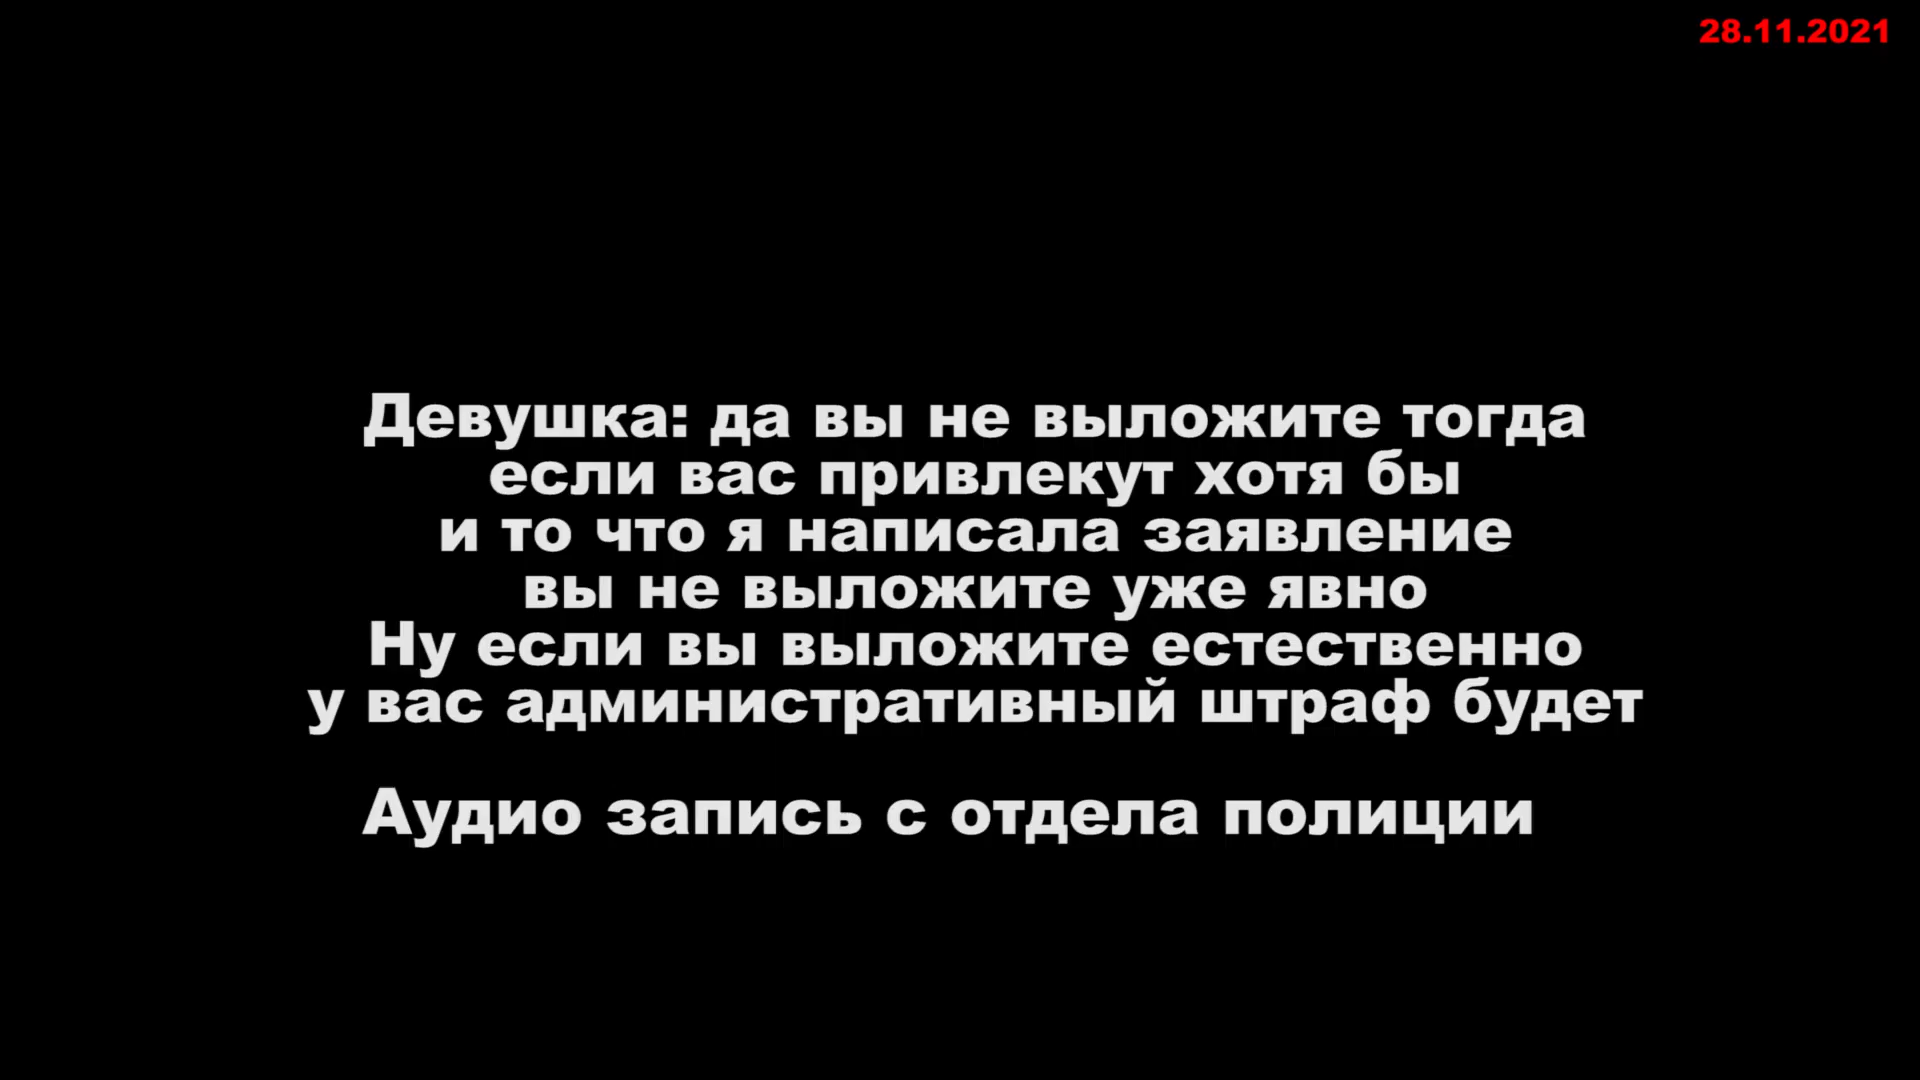 28.11.2021
Девушка: да вы не выложите тогда
если вас привлекут хотя бы
и то что я написала заявление
вы не выложите уже явно
Ну если вы выложите естественно
у вас административный штраф будет
Аудио запись с отдела полиции